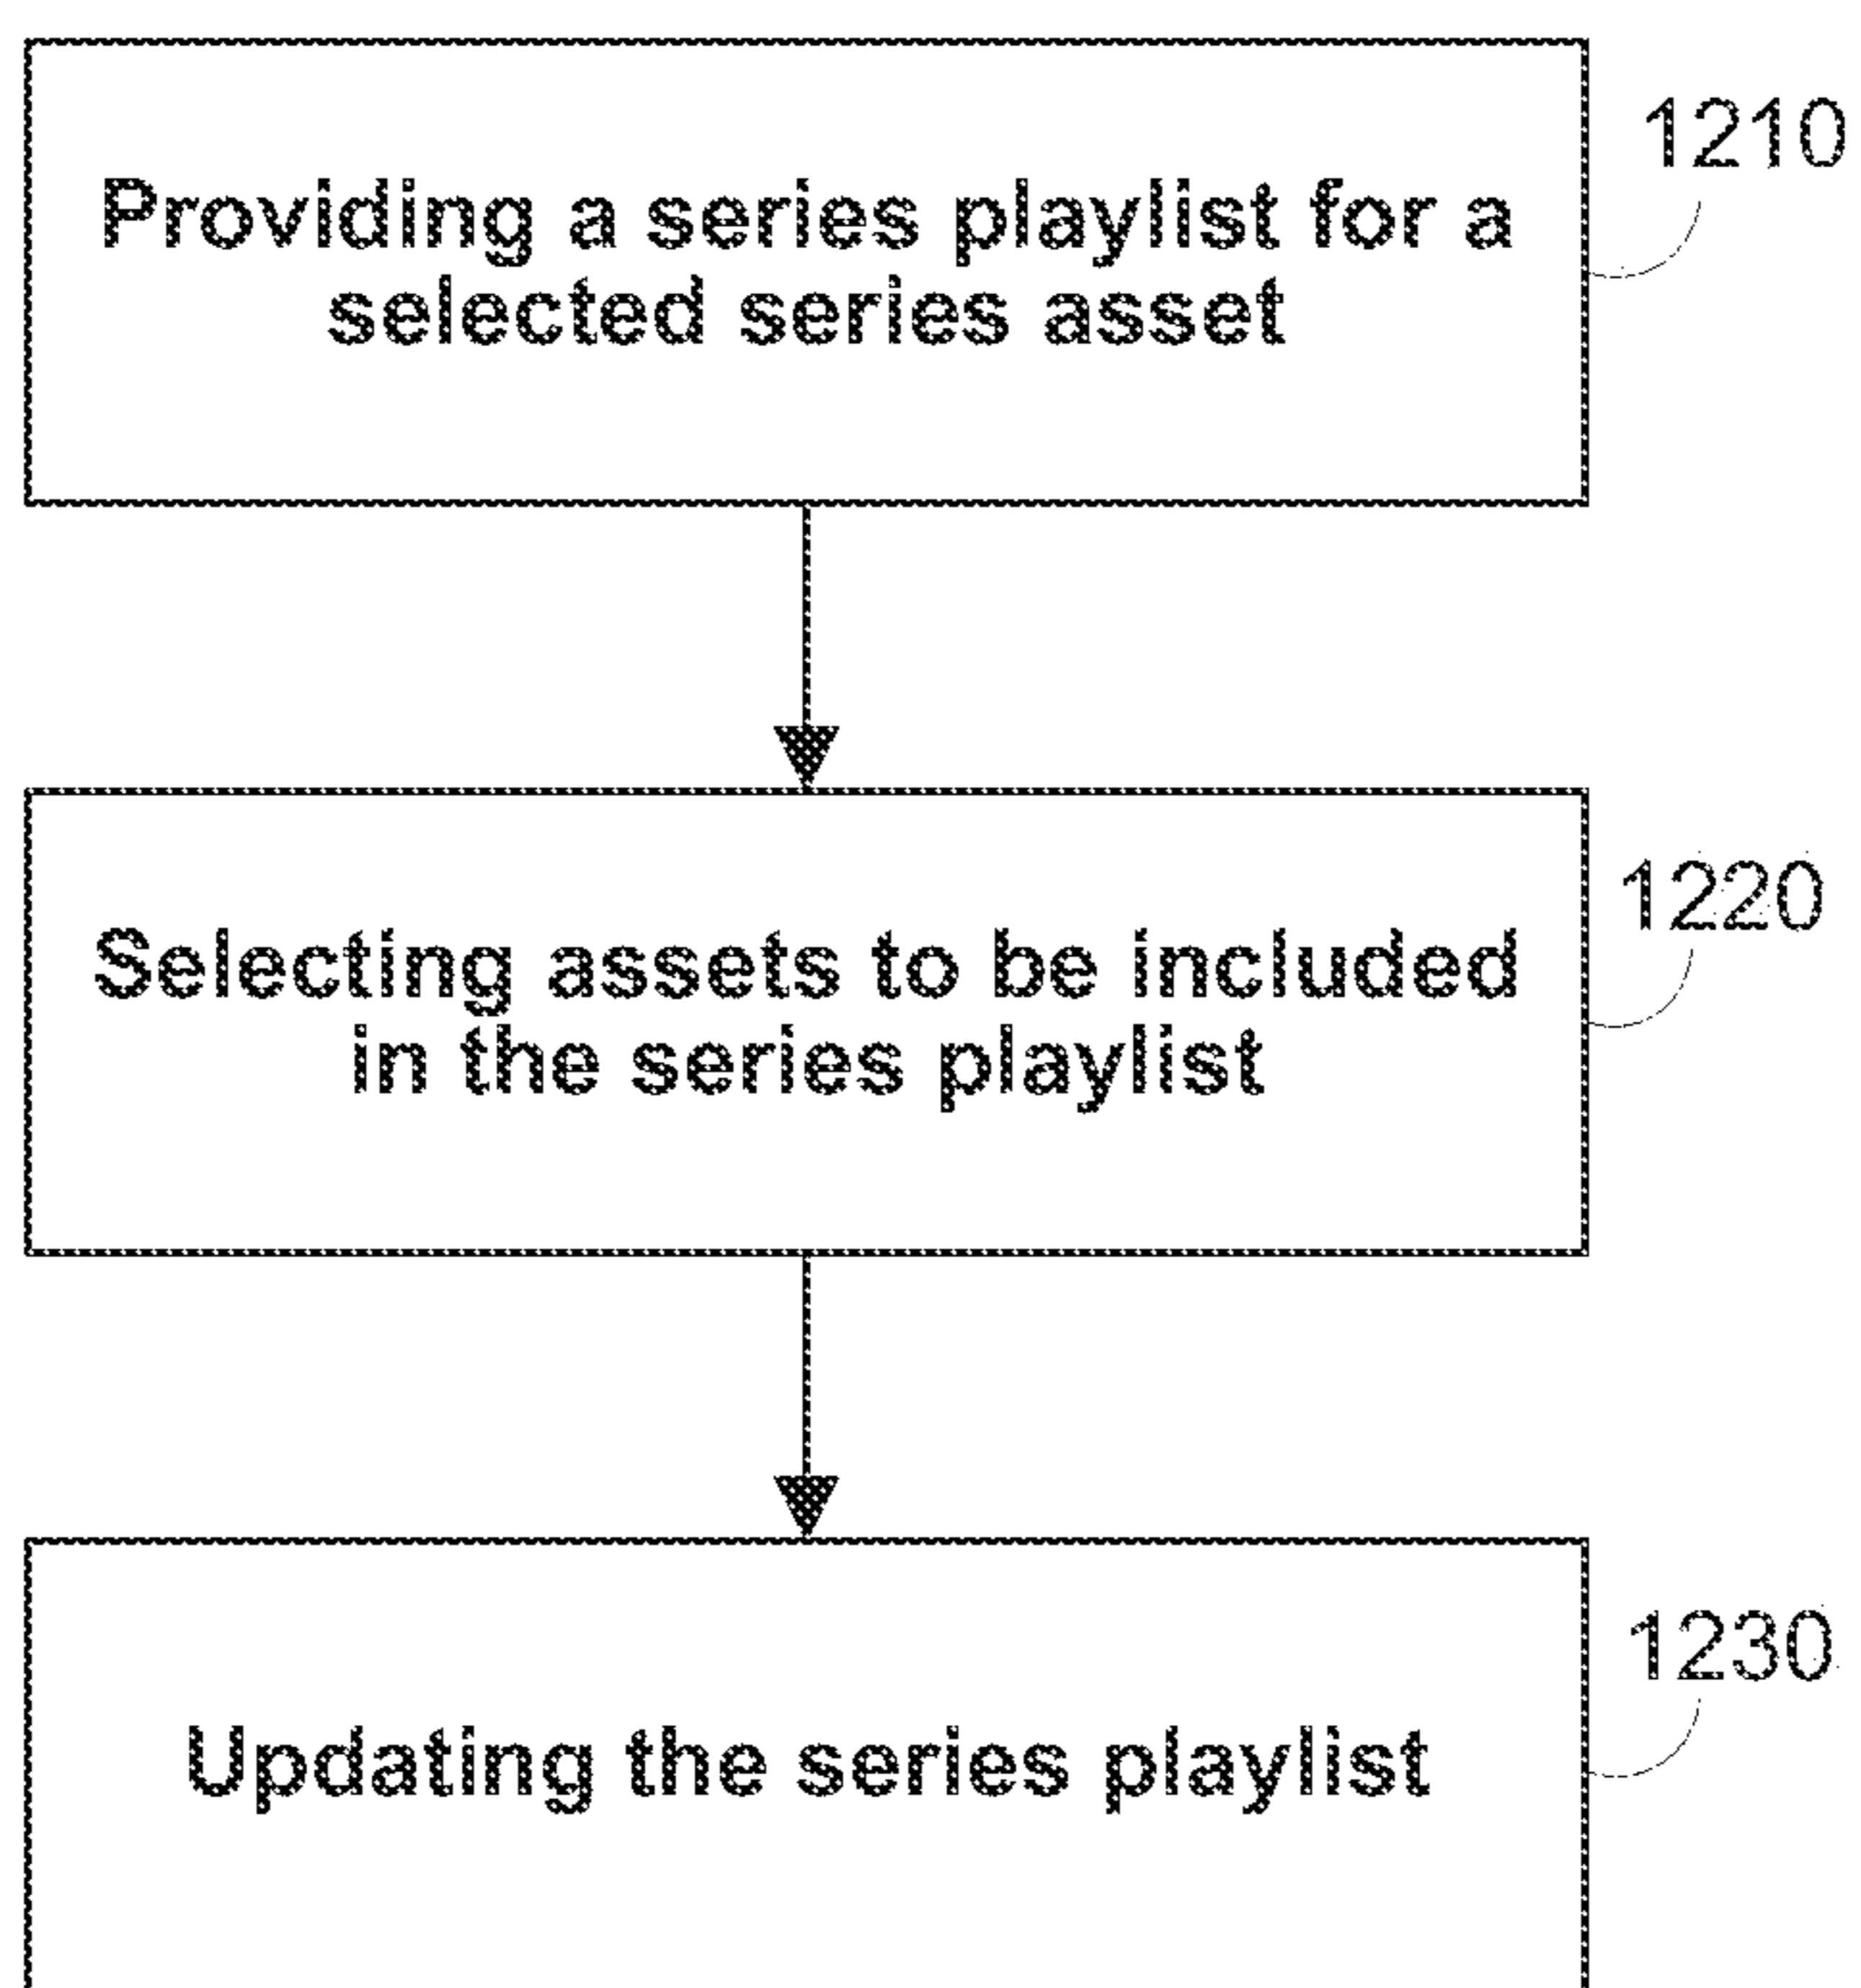 1210
Providing a series playlist for a
selected series asset
1220
Selecting assets to be included
in the series playlist
1230
Updating the series playlist